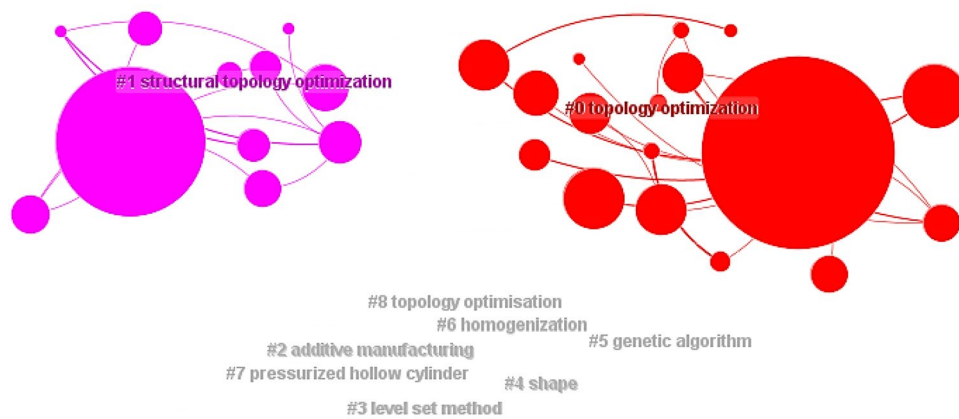 #1 structural topology optimization
#0 topology optimization
#8 topology optimisation
#6 homogenization
#5 genetic algorithm
#2 additive manufacturing
#7 pressurized hollow cylinder
#4 shape
#3 level set method